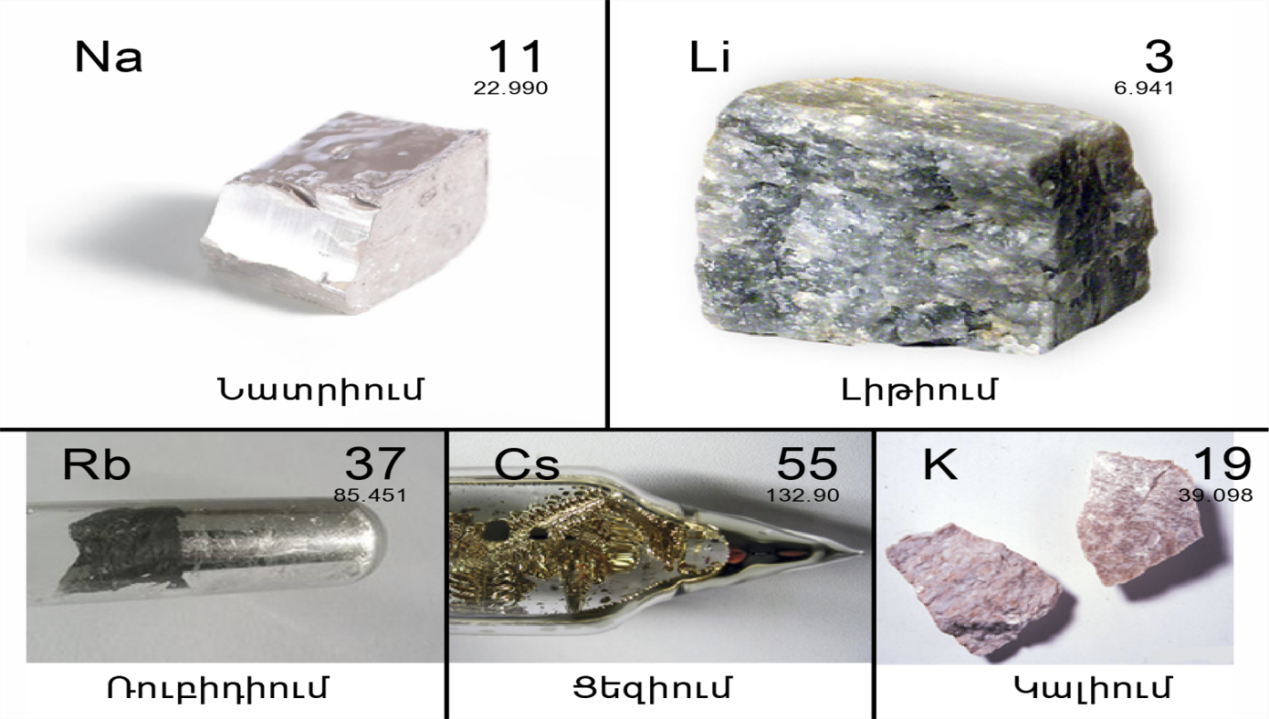 Na 11
22.990
Նատրիում
Li 3
6.941
Լիթիում
Rb 37
85.451
Ռուբիդիում
Cs 55
132.90
Ցեզիում
K 19
39.098
Կալիում